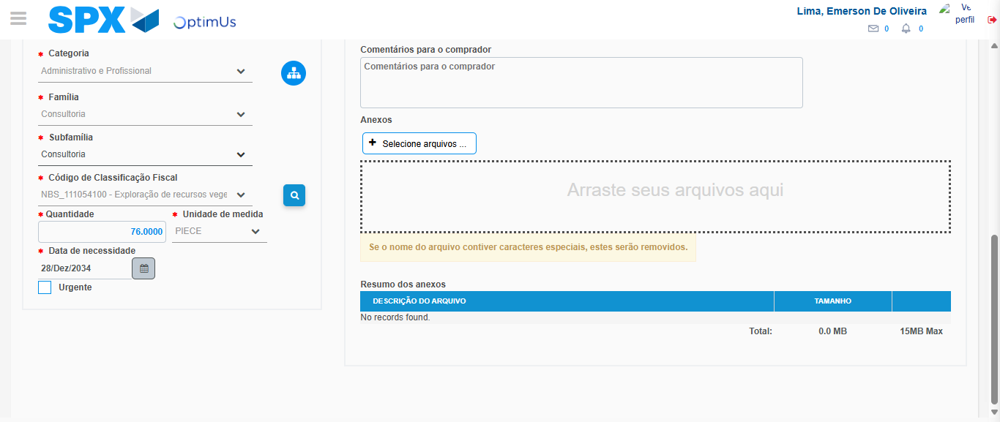 SPX
OptimUs
Lima, Emerson De Oliveira
0
0
Ve
perfil
* Categoria
Administrativo e Profissional
* Família
Consultoria
* Subfamília
Consultoria
* Código de Classificação Fiscal
NBS_111054100 - Exploração de recursos vege
* Quantidade
* Unidade de medida
76.0000
PIECE
* Data de necessidade
28/Dez/2034
Urgente
Comentários para o comprador
Comentários para o comprador
Anexos
+ Selecione arquivos ...
Arraste seus arquivos aqui
Se o nome do arquivo contiver caracteres especiais, estes serão removidos.
Resumo dos anexos
DESCRIÇÃO DO ARQUIVO TAMANHO
No records found.
Total: 0.0 MB 15MB Max